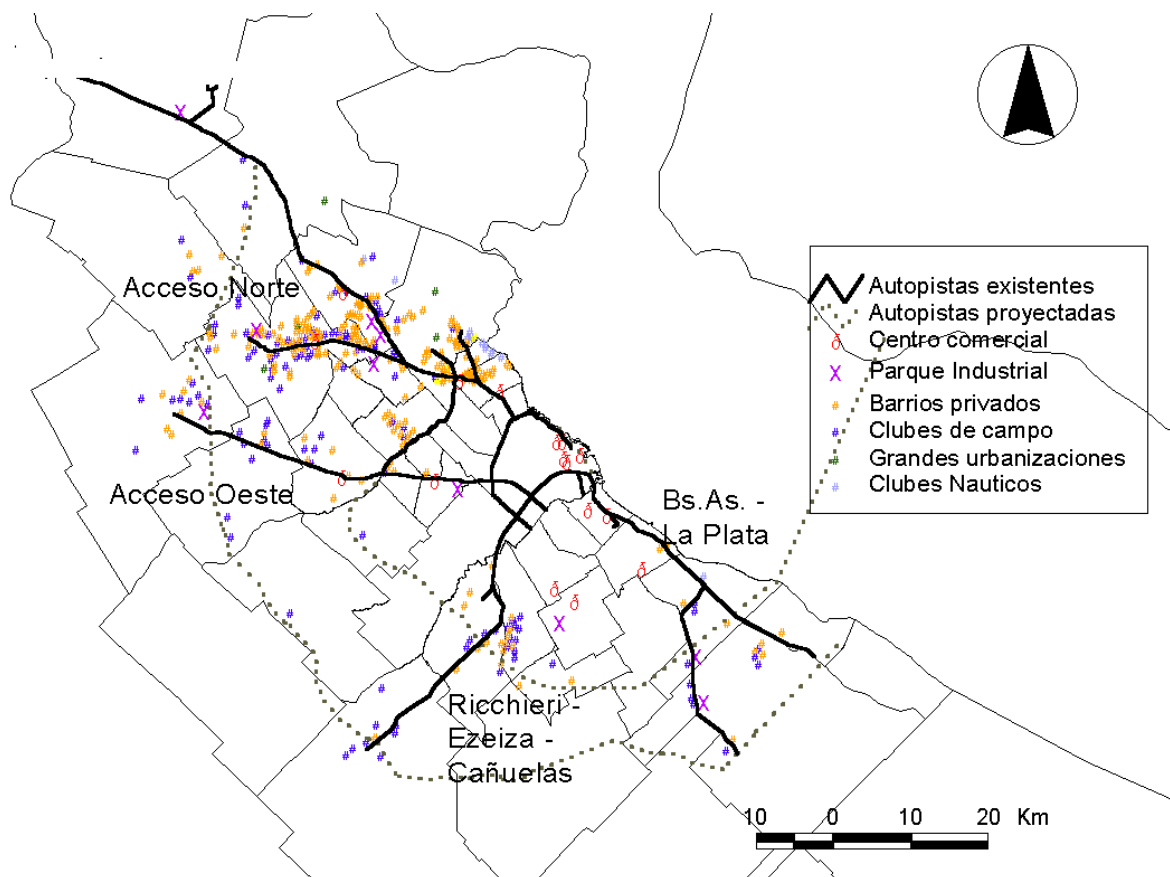 Acceso Norte
Acceso Oeste
Bs.As. -
La Plata
Ricchieri -
Ezeiza -
Cañuelas
Autopistas existentes
Autopistas proyectadas
Centro comercial
Parque Industrial
Barrios privados
Clubes de campo
Grandes urbanizaciones
Clubes Nauticos
10 0 10 20 Km